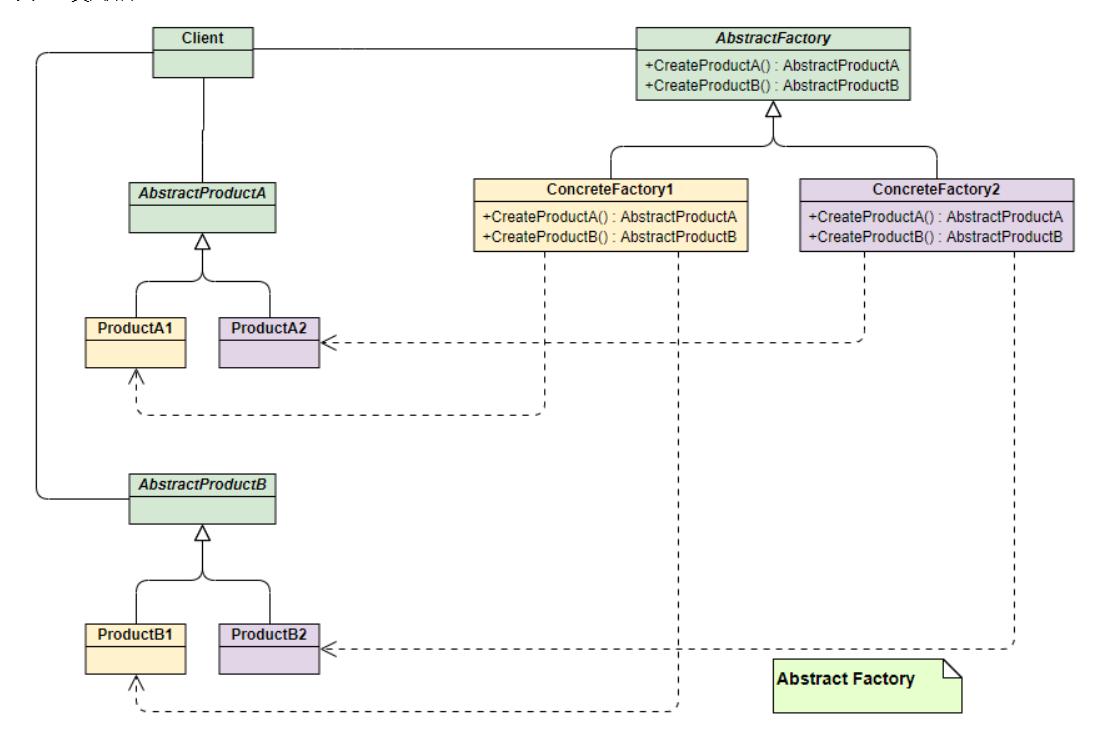 Client
AbstractFactory
+CreateProductA() : AbstractProductA
+CreateProductB() : AbstractProductB
AbstractProductA
ConcreteFactory1
+CreateProductA() : AbstractProductA
+CreateProductB() : AbstractProductB
ConcreteFactory2
+CreateProductA() : AbstractProductA
+CreateProductB() : AbstractProductB
ProductA1
ProductA2
AbstractProductB
ProductB1
ProductB2
Abstract Factory